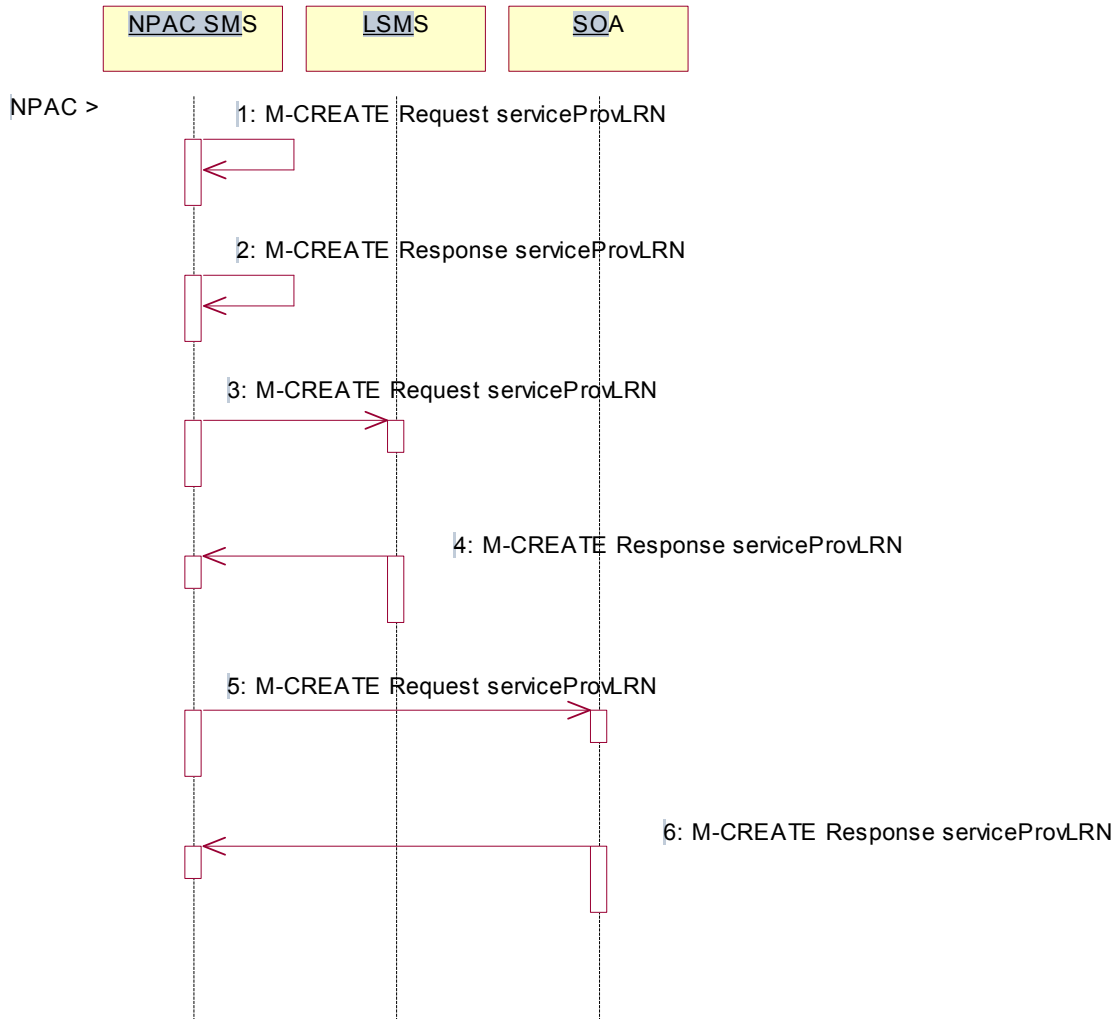 NPAC SMS
LSMS
SOA
NPAC >
1: M-CREATE Request serviceProvLRN
2: M-CREATE Response serviceProvLRN
3: M-CREATE Request serviceProvLRN
4: M-CREATE Response serviceProvLRN
5: M-CREATE Request serviceProvLRN
6: M-CREATE Response serviceProvLRN